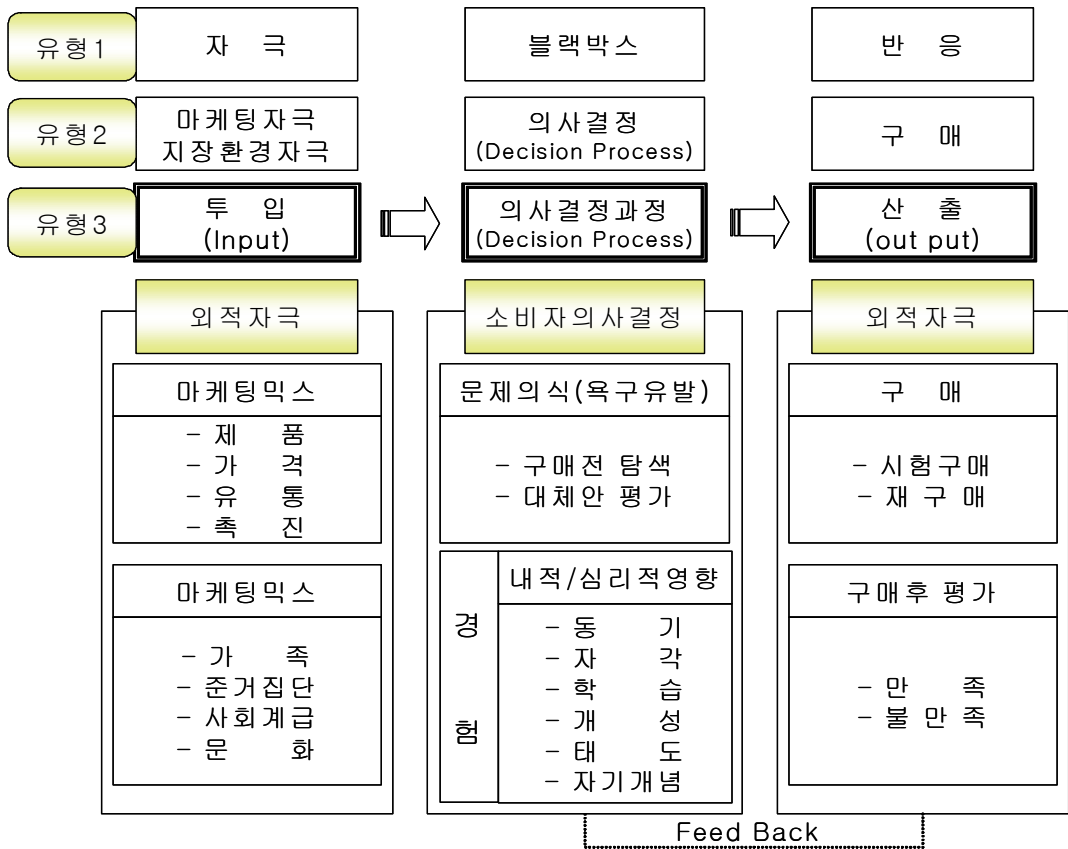 유형1
자 극
블랙박스
반 응
유형2
마케팅자극
지장환경자극
의사결정
(Decision Process)
구 매
유형3
투 입
(Input)
의사결정과정
(Decision Process)
산 출
(out put)
외적자극
마케팅믹스
- 제 품
- 가 격
- 유 통
- 촉 진
마케팅믹스
- 가 족
- 준거집단
- 사회계급
- 문 화
소비자의사결정
문제의식(욕구유발)
- 구매전 탐색
- 대체안 평가
경
험
내적/심리적영향
- 동 기
- 자 각
- 학 습
- 개 성
- 태 도
- 자기개념
외적자극
구 매
- 시험구매
- 재 구 매
구매후 평가
- 만 족
- 불 만 족
Feed Back